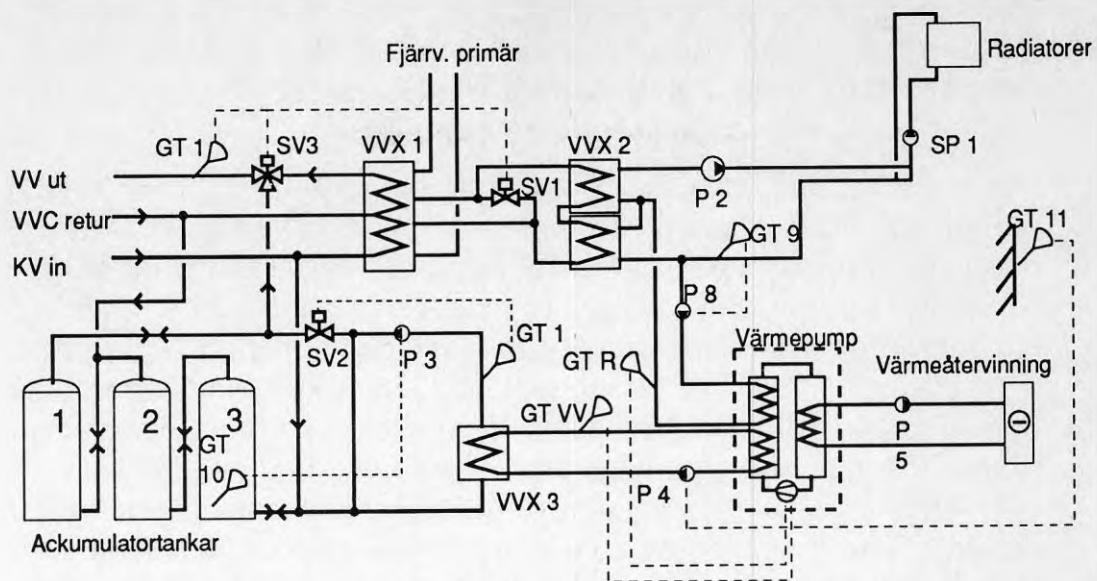 Radiatorer
Fjärrv. primär
GT 1
SV3
VVX 1
VVX 2
SP 1
VV ut
SV1
P 2
VVC retur
GT 9
GT 11
KV in
P 8
SV2
P 3
GT 1
Värmepump
Värmeåtervinning
GT R
1
2
3
GT VV
GT
10
P
5
P 4
VVX 3
Ackumulatortankar